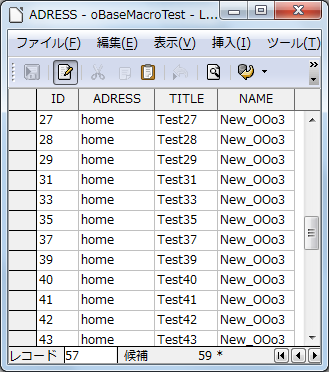 ADRESS - oBaseMacroTest - L...
ファイル(F) 編集(E) 表示(V) 挿入(I) ツール(T)
ID ADRESS TITLE NAME
27 home Test27 New_OOo3
28 home Test28 New_OOo3
29 home Test29 New_OOo3
31 home Test31 New_OOo3
33 home Test33 New_OOo3
35 home Test35 New_OOo3
37 home Test37 New_OOo3
39 home Test39 New_OOo3
40 home Test40 New_OOo3
41 home Test41 New_OOo3
42 home Test42 New_OOo3
43 home Test43 New_OOo3
レコード 57 候補 59 *